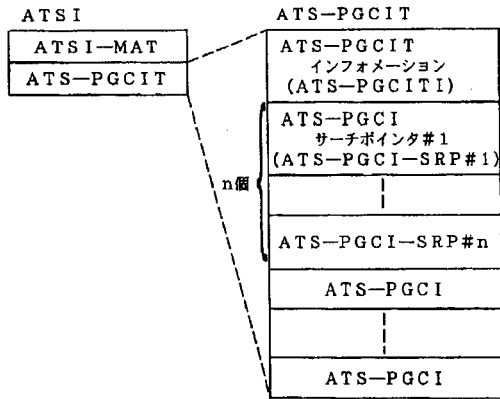 ATSI
ATSI-MAT
ATS-PGCIT
ATS-PGCIT
ATS-PGCIT
インフォメーション
(ATS-PGCITI)
ATS-PGCI
サーチポインタ#1
(ATS-PGCI-SRP#1)
n個
ATS-PGCI-SRP#n
ATS-PGCI
ATS-PGCI